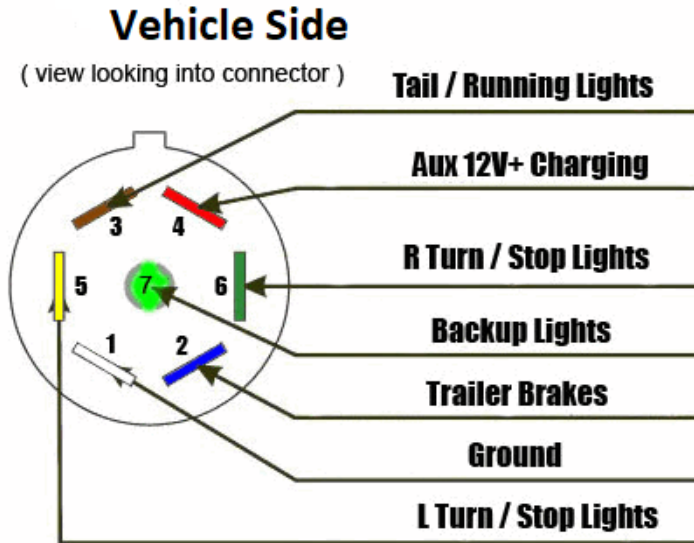 Vehicle Side
( view looking into connector )
Tail / Running Lights
Aux 12V+ Charging
3
4
R Turn / Stop Lights
5
7
6
Backup Lights
1
2
Trailer Brakes
Ground
L Turn / Stop Lights